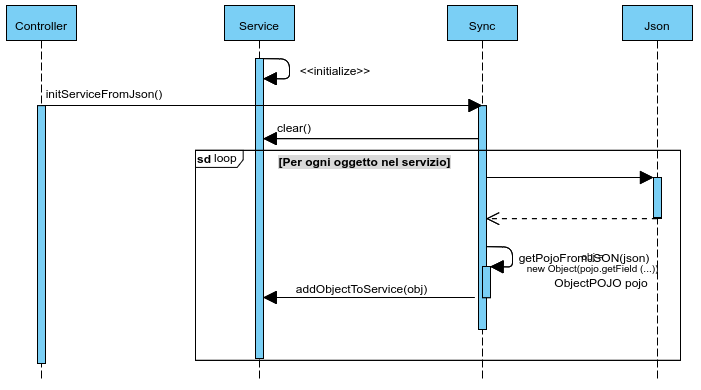 Controller
Service
Sync
Json
<<initialize>>
initServiceFromJson()
clear()
sd loop
[Per ogni oggetto nel servizio]
getPojoFromJSON(json)
new Object(pojo.getField (...))
ObjectPOJO pojo
addObjectToService(obj)